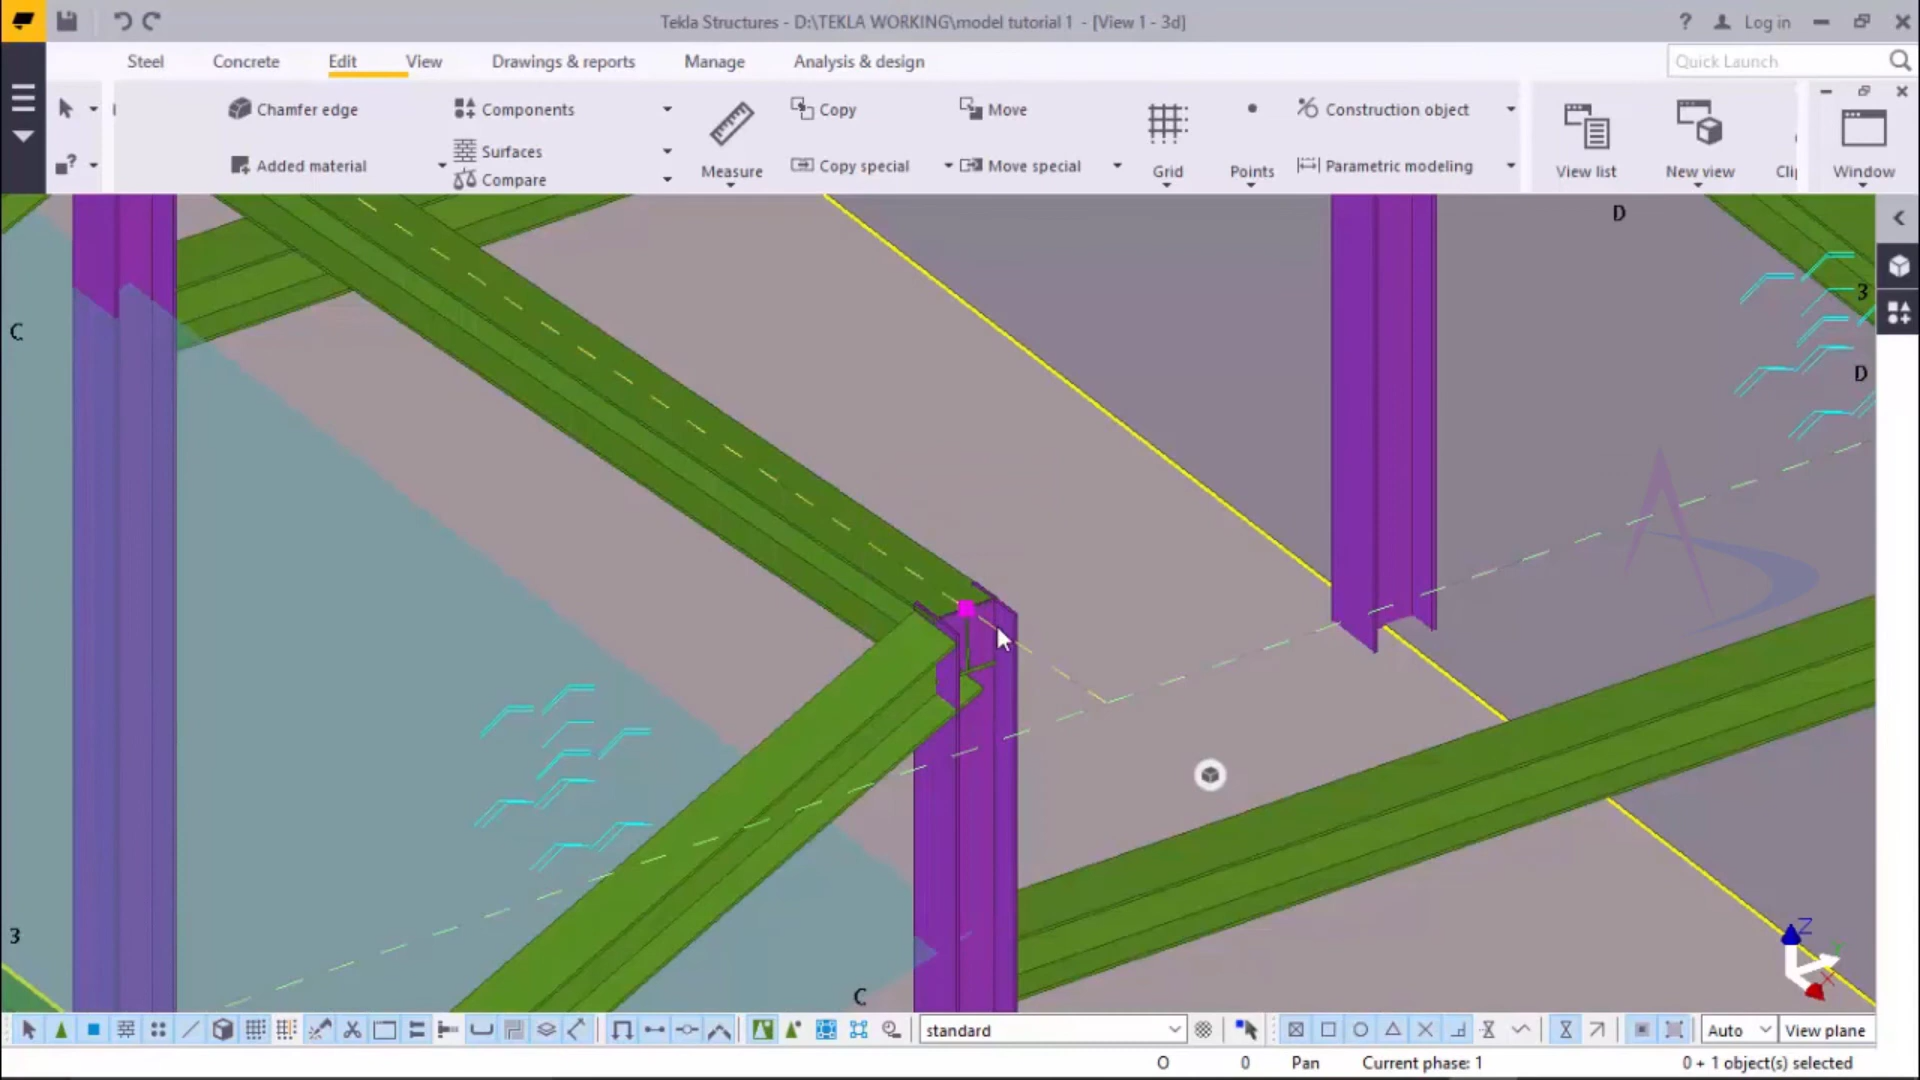 Tekla Structures - D:\TEKLA WORKING\model tutorial 1 - [View 1 - 3d]
? Log in
Steel Concrete Edit View Drawings & reports Manage Analysis & design
Quick Launch
Chamfer edge
Components
Copy
Move
Construction object
Added material
Surfaces
Compare
Measure
Copy special
Move special
Grid
Points
Parametric modeling
View list
New view
Cli
Window
D
3
C
D
3
C
Z
X
standard
Auto
View plane
O
0
Pan
Current phase: 1
0 + 1 object(s) selected